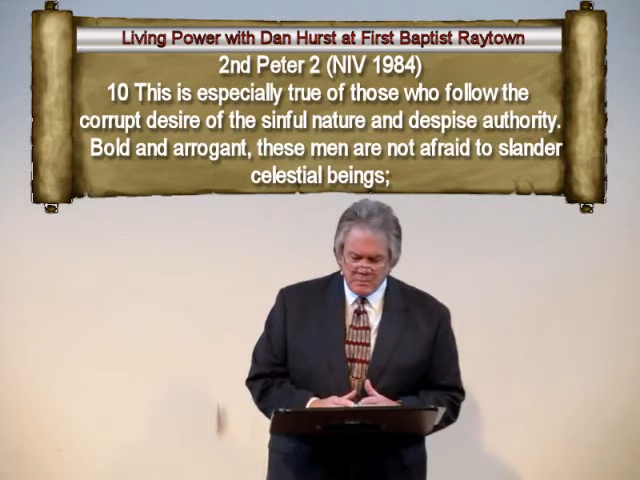 Living Power with Dan Hurst at First Baptist Raytown
2nd Peter 2 (NIV 1984)
10 This is especially true of those who follow the
corrupt desire of the sinful nature and despise authority.
Bold and arrogant, these men are not afraid to slander
celestial beings;